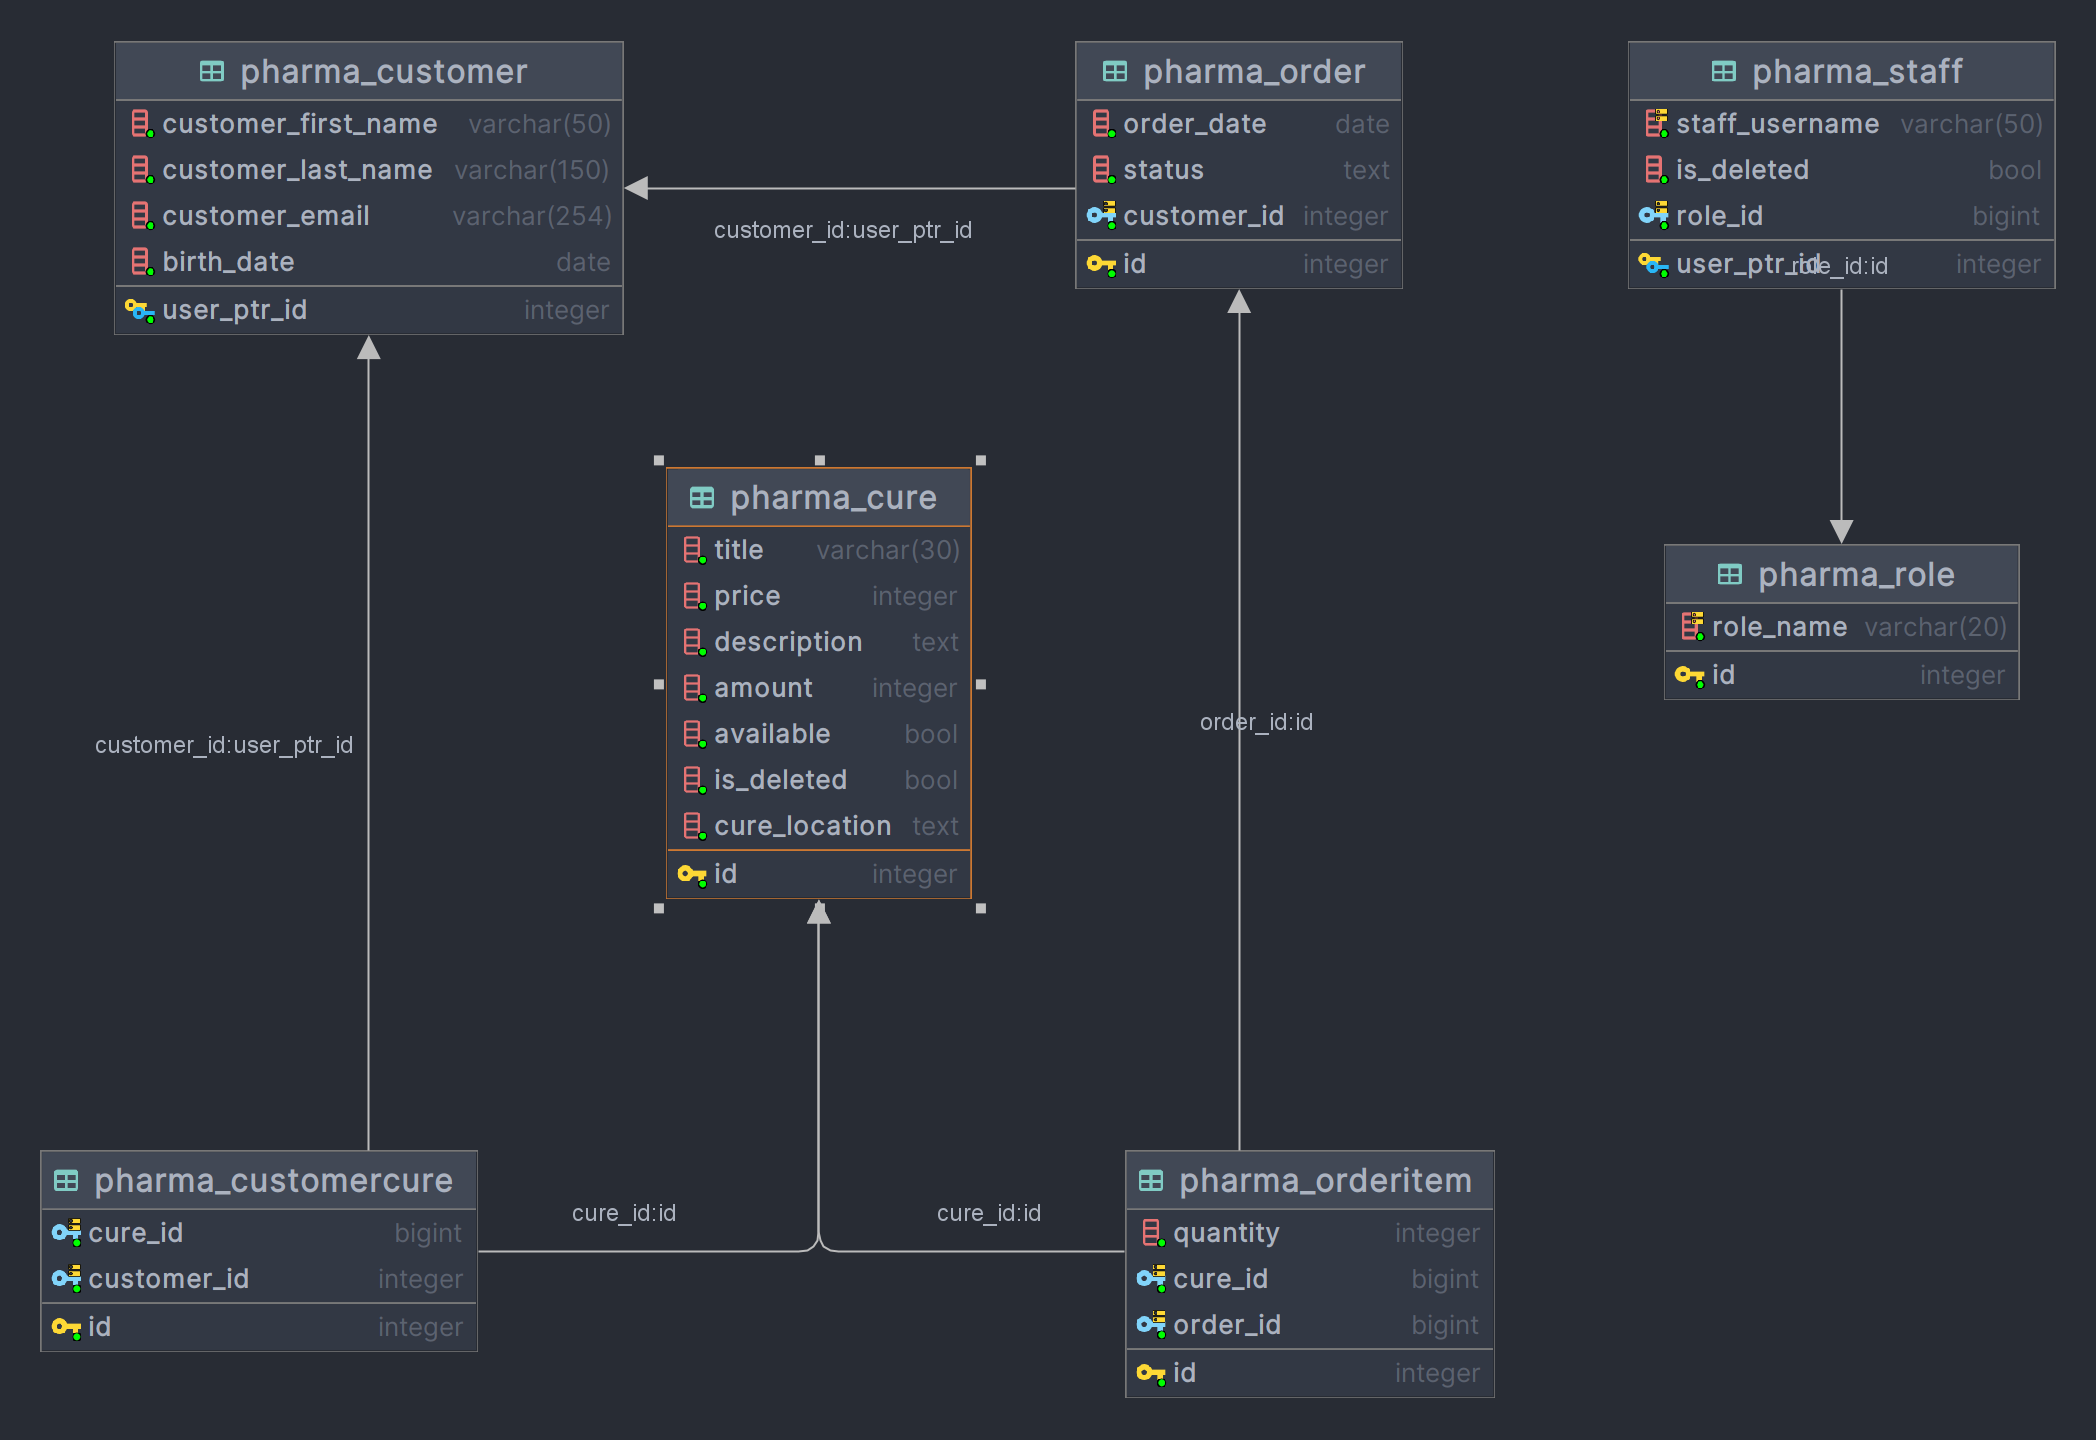 pharma_customer
customer_first_name varchar(50)
customer_last_name varchar(150)
customer_email varchar(254)
birth_date date
user_ptr_id integer
pharma_order
order_date date
status text
customer_id integer
id integer
pharma_staff
staff_username varchar(50)
is_deleted bool
role_id bigint
user_ptr_id integer
role_id:id
customer_id:user_ptr_id
pharma_cure
title varchar(30)
price integer
description text
amount integer
available bool
is_deleted bool
cure_location text
id integer
pharma_role
role_name varchar(20)
id integer
customer_id:user_ptr_id
order_id:id
pharma_customercure
cure_id bigint
customer_id integer
id integer
cure_id:id
cure_id:id
pharma_orderitem
quantity integer
cure_id bigint
order_id bigint
id integer